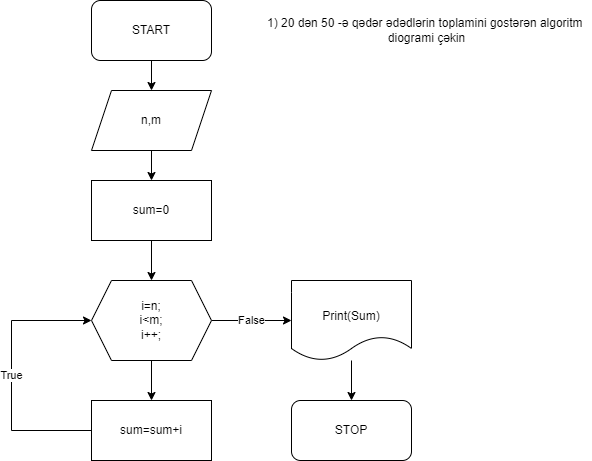 START
1) 20 dən 50 -ə qədər ədədlərin toplamini gostərən algoritm
diogrami çəkin
n,m
sum=0
i=n;
i<m;
i++;
False
Print(Sum)
True
sum=sum+i
STOP